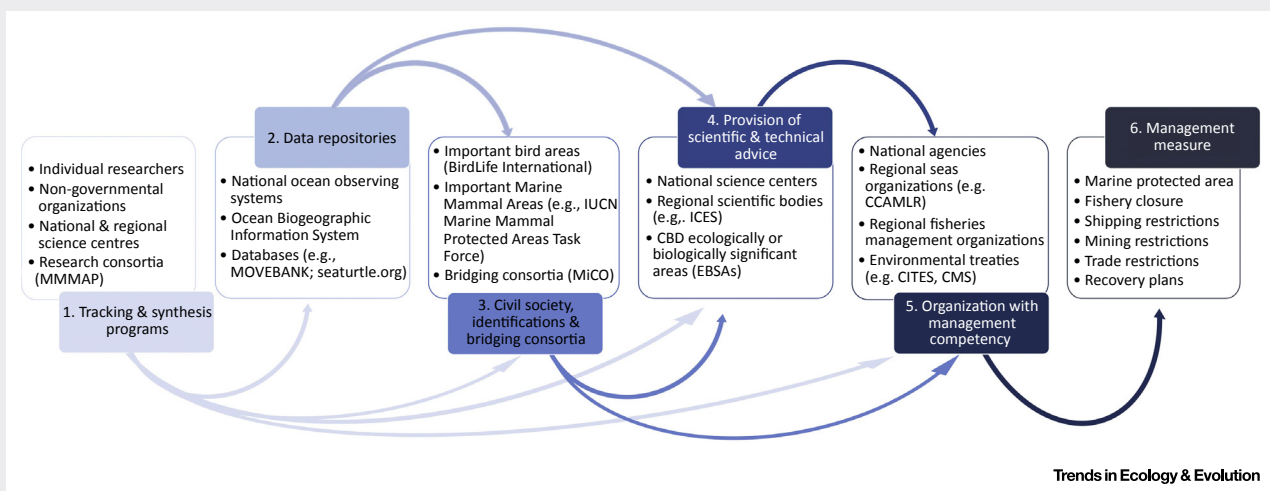 • Individual researchers
• Non-governmental
organizations
• National & regional
science centres
• Research consortia
(MMMAP)
1. Tracking & synthesis
programs
2. Data repositories
• National ocean observing
systems
• Ocean Biogeographic
Information System
• Databases (e.g.,
MOVEBANK; seaturtle.org)
• Important bird areas
(BirdLife International)
• Important Marine
Mammal Areas (e.g., IUCN
Marine Mammal
Protected Areas Task
Force)
• Bridging consortia (MiCO)
3. Civil society,
identifications &
bridging consortia
4. Provision of
scientific & technical
advice
• National science centers
• Regional scientific bodies
(e.g,. ICES)
• CBD ecologically or
biologically significant
areas (EBSAs)
• National agencies
• Regional seas
organizations (e.g.
CCAMLR)
• Regional fisheries
management organizations
• Environmental treaties
(e.g. CITES, CMS)
5. Organization with
management
competency
6. Management
measure
• Marine protected area
• Fishery closure
• Shipping restrictions
• Mining restrictions
• Trade restrictions
• Recovery plans
Trends in Ecology & Evolution